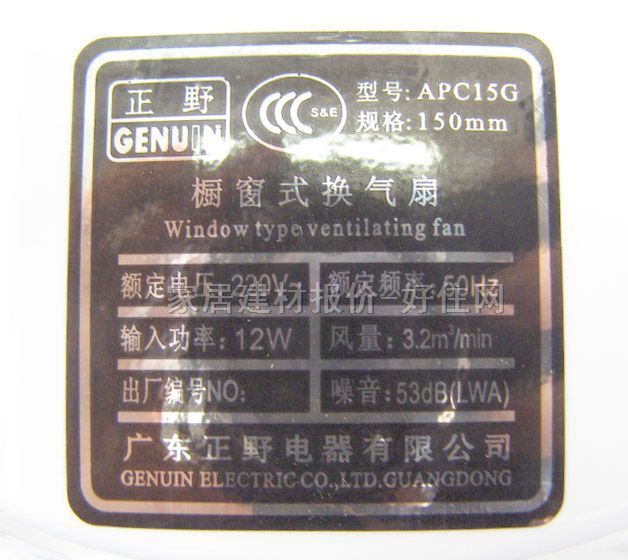 正野 CCC S&E 型号: APC15G
GENUIN 规格: 150mm
橱窗式换气扇
Window type ventilating fan
额定电压 220V~ 额定频率 50Hz
家居建材报价 好住网
输入功率: 12W 风量: 3.2m³/min
出厂编号NO: 噪音: 53dB(LWA)
广东正野电器有限公司
GENUIN ELECTRIC CO.,LTD.GUANGDONG